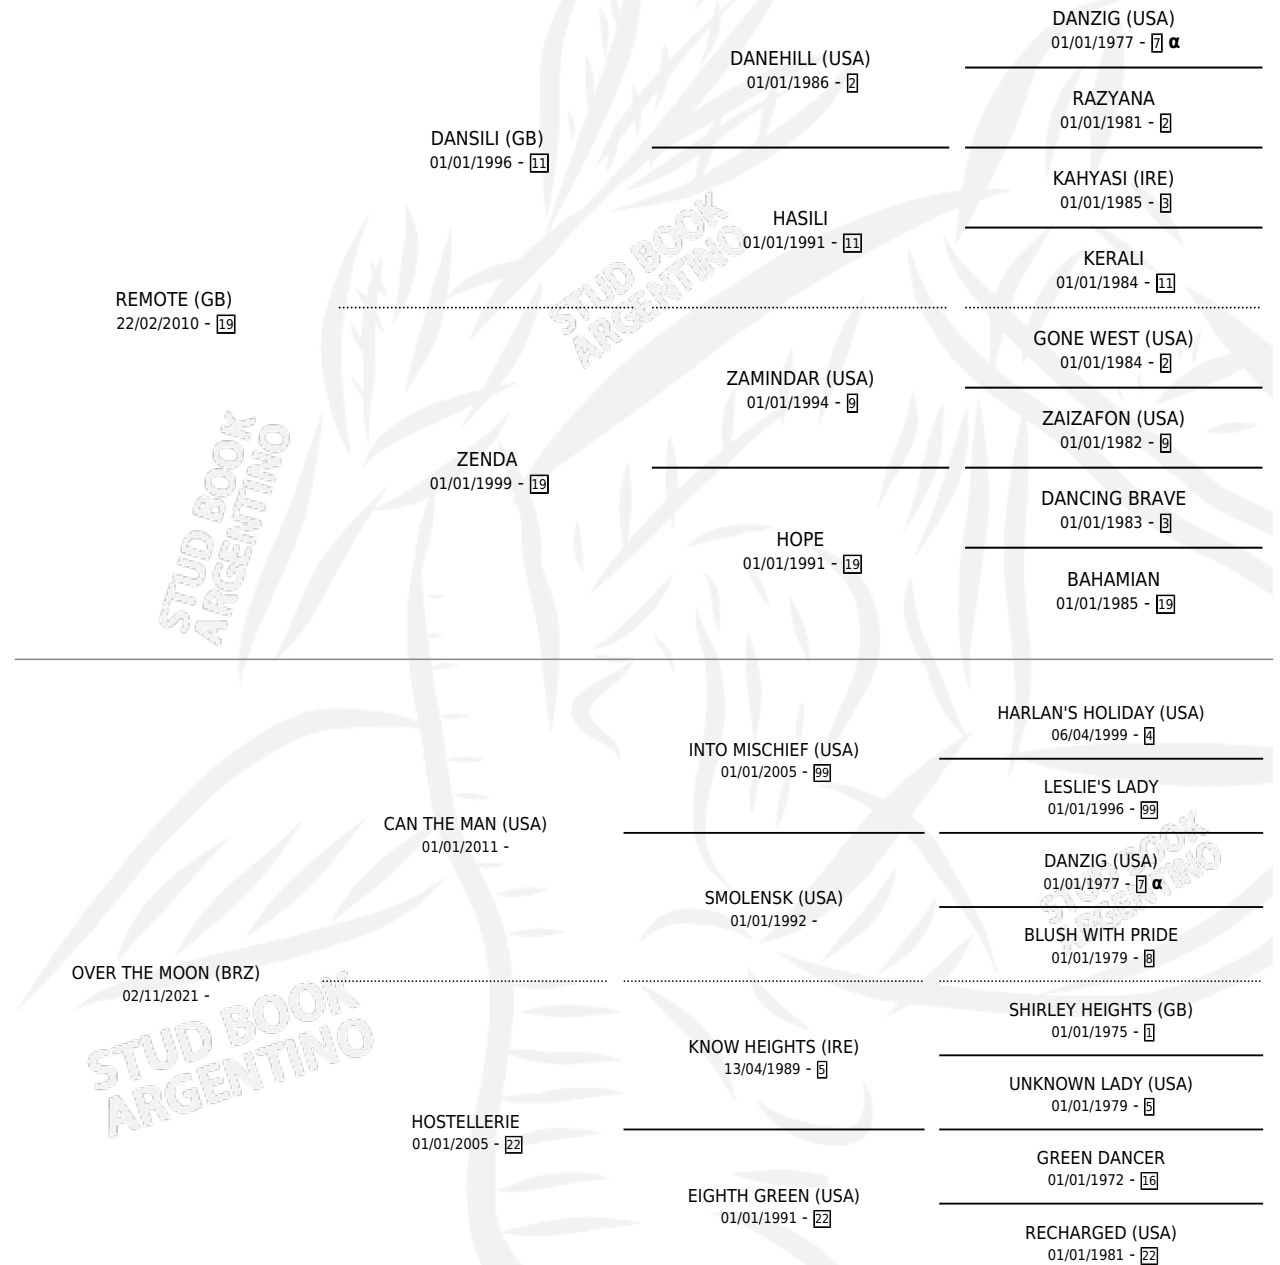 DANZIG (USA)
01/01/1977 - 7 α
DANEHILL (USA)
01/01/1986 - 2
RAZYANA
01/01/1981 - 2
DANSILI (GB)
01/01/1996 - 11
KAHYASI (IRE)
01/01/1985 - 3
HASILI
01/01/1991 - 11
KERALI
01/01/1984 - 11
REMOTE (GB)
22/02/2010 - 19
GONE WEST (USA)
01/01/1984 - 2
ZAMINDAR (USA)
01/01/1994 - 9
ZAIZAFON (USA)
01/01/1982 - 9
ZENDA
01/01/1999 - 19
DANCING BRAVE
01/01/1983 - 3
HOPE
01/01/1991 - 19
BAHAMIAN
01/01/1985 - 19
HARLAN'S HOLIDAY (USA)
06/04/1999 - 4
INTO MISCHIEF (USA)
01/01/2005 - 99
LESLIE'S LADY
01/01/1996 - 99
CAN THE MAN (USA)
01/01/2011 -
DANZIG (USA)
01/01/1977 - 7 α
SMOLENSK (USA)
01/01/1992 -
BLUSH WITH PRIDE
01/01/1979 - 8
OVER THE MOON (BRZ)
02/11/2021 -
SHIRLEY HEIGHTS (GB)
01/01/1975 - 1
KNOW HEIGHTS (IRE)
13/04/1989 - 5
UNKNOWN LADY (USA)
01/01/1979 - 5
HOSTELLERIE
01/01/2005 - 22
GREEN DANCER
01/01/1972 - 16
EIGHTH GREEN (USA)
01/01/1991 - 22
RECHARGED (USA)
01/01/1981 - 22
STUD BOOK
ARGENTINO
STUD BOOK
ARGENTINO
STUD BOOK
ARGENTINO
STUD BOOK
ARGENTINO